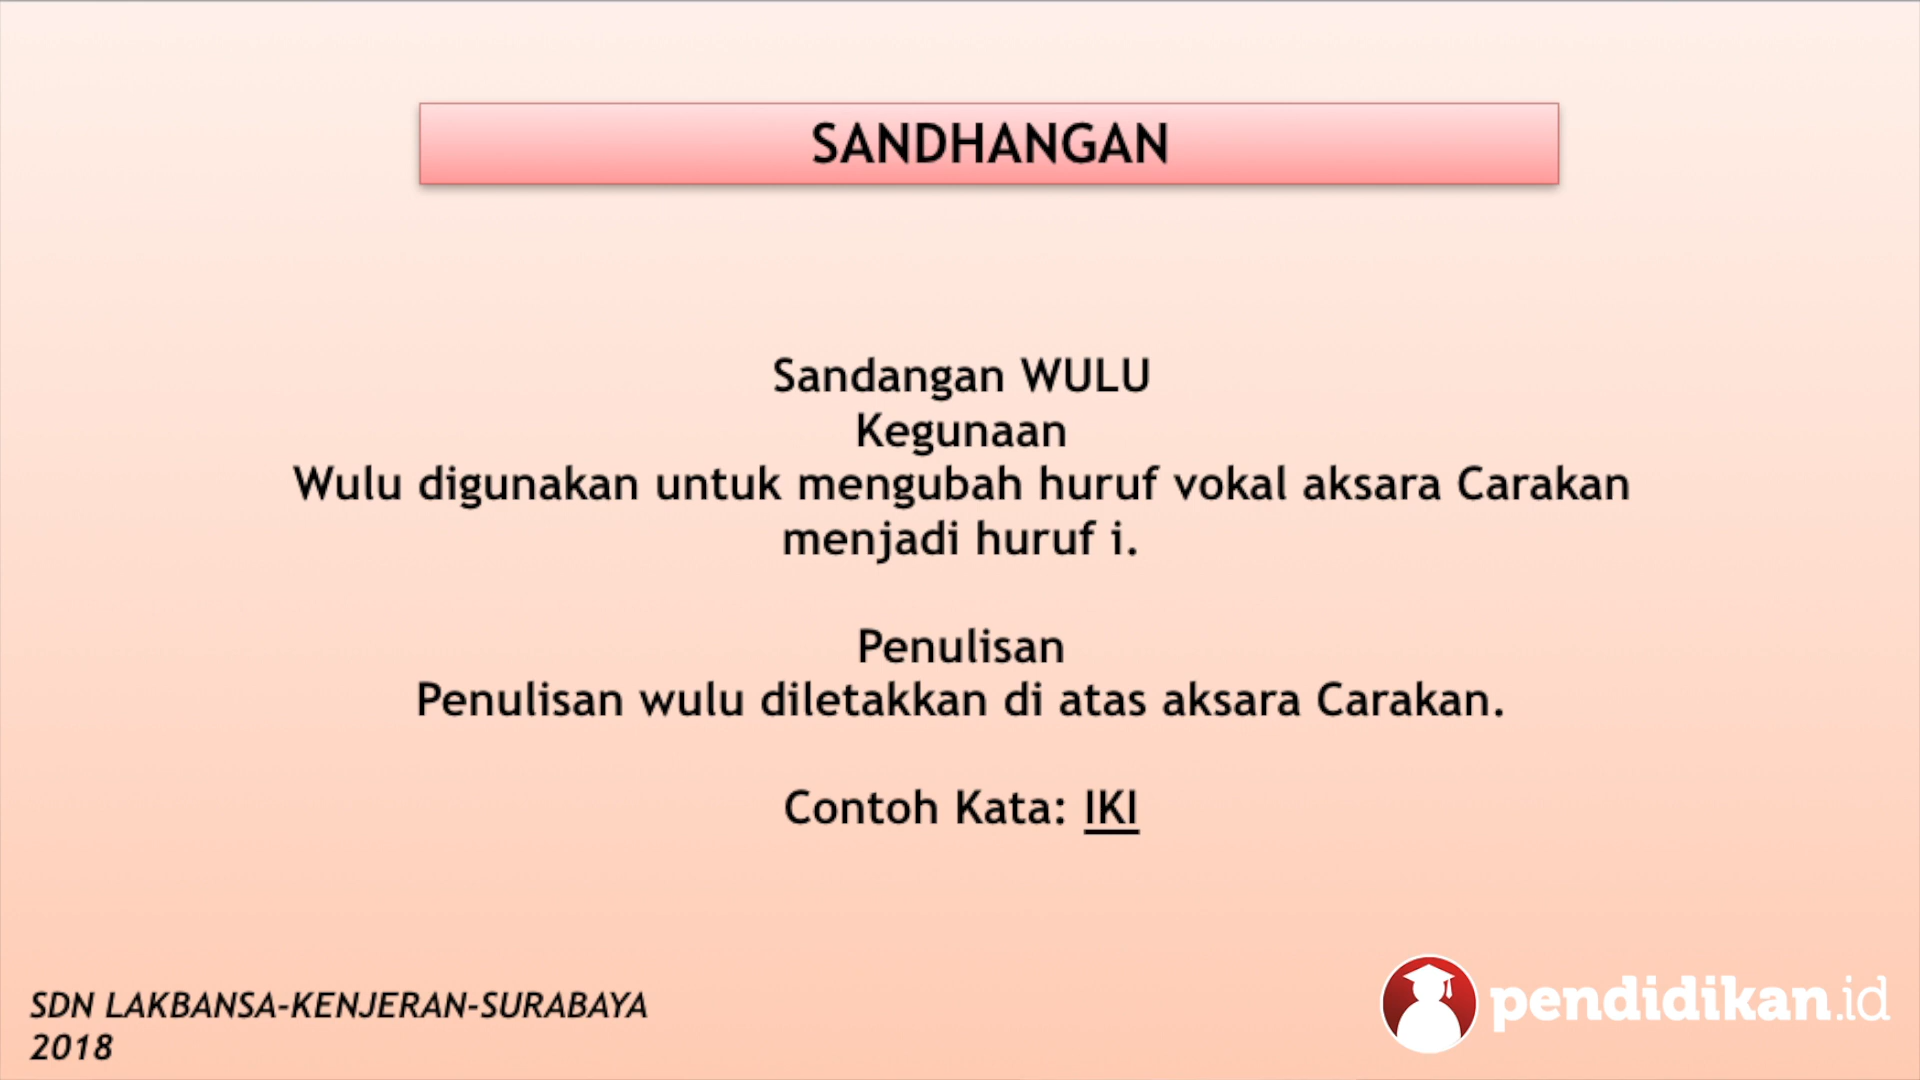 SANDHANGAN
Sandangan WULU
Kegunaan
Wulu digunakan untuk mengubah huruf vokal aksara Carakan
menjadi huruf i.
Penulisan
Penulisan wulu diletakkan di atas aksara Carakan.
Contoh Kata: IKI
SDN LAKBANSA-KENJERAN-SURABAYA
2018
pendidikan.id